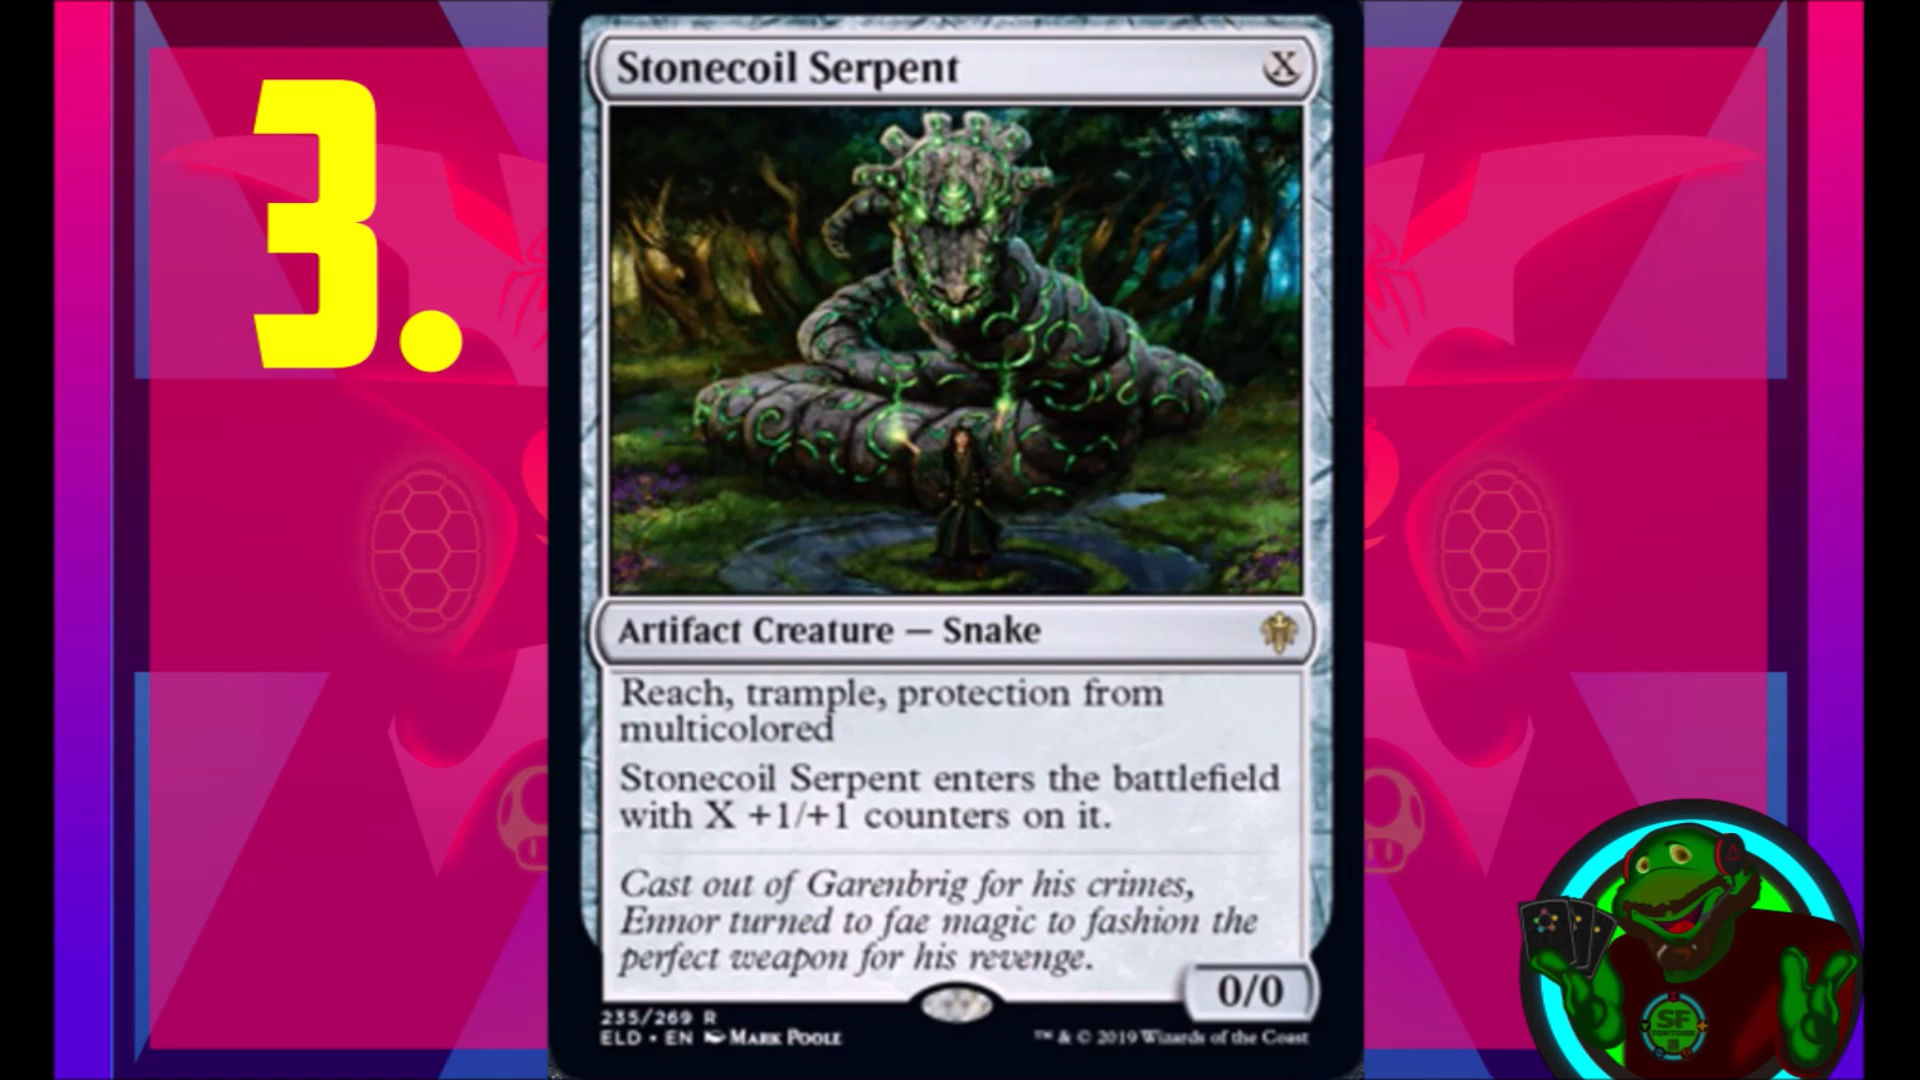 3.
Stonecoil Serpent X
Artifact Creature — Snake
Reach, trample, protection from
multicolored
Stonecoil Serpent enters the battlefield
with X +1/+1 counters on it.
Cast out of Garenbrig for his crimes,
Ennor turned to fae magic to fashion the
perfect weapon for his revenge.
0/0
235/269 R
ELD • EN Mark Poole
™ & © 2019 Wizards of the Coast
SF
TORTOISE